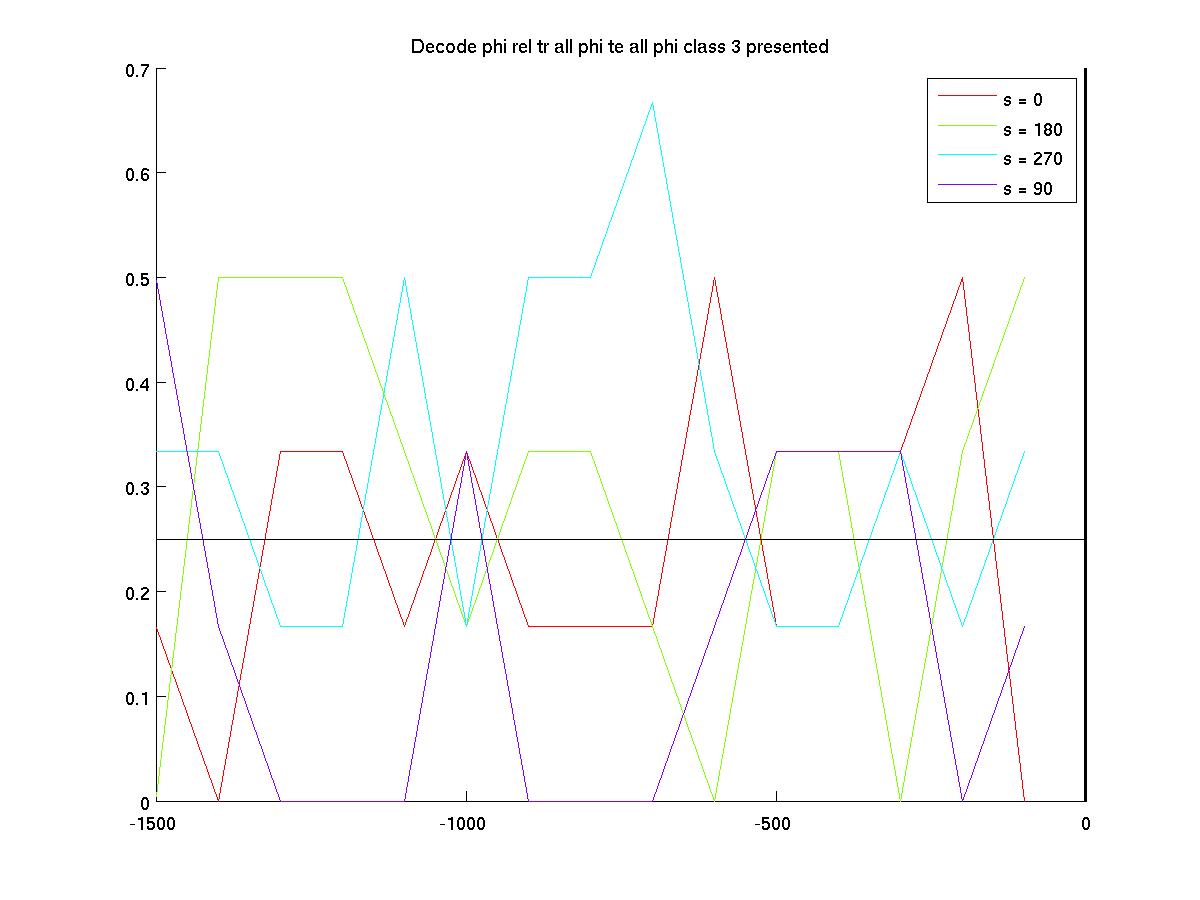 Decode phi rel tr all phi te all phi class 3 presented
0.7
0.6
0.5
0.4
0.3
0.2
0.1
0
s = 0
s = 180
s = 270
s = 90
-1500 -1000 -500 0